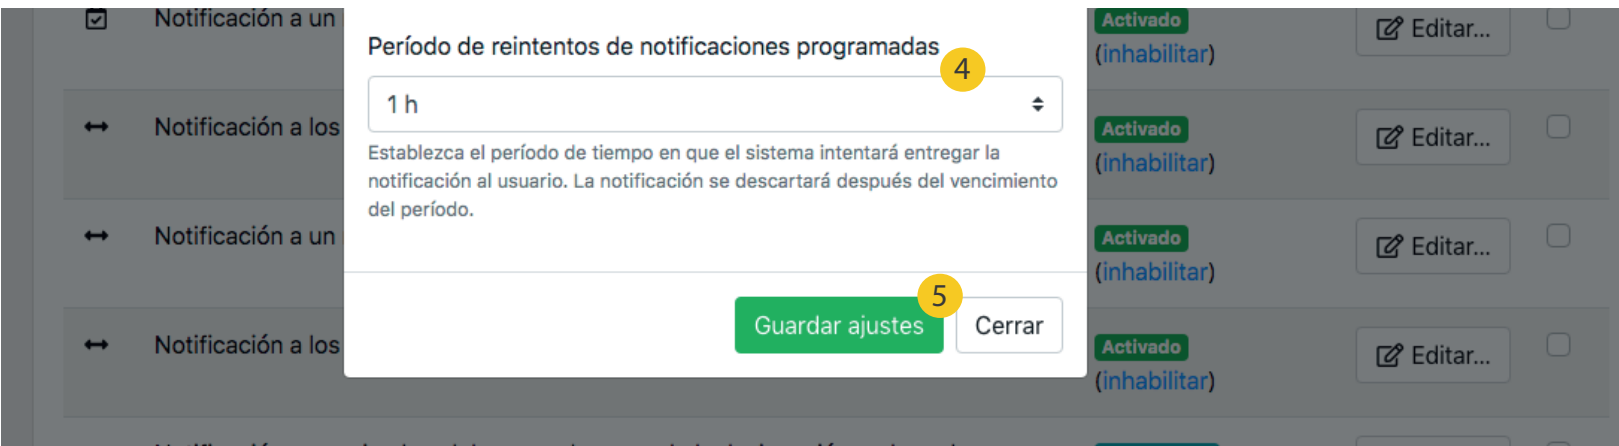 Notificación a un
Activado
Editar...
(inhabilitar)
Período de reintentos de notificaciones programadas
4
1 h
Notificación a los
Activado
Editar...
(inhabilitar)
Establezca el período de tiempo en que el sistema intentará entregar la
notificación al usuario. La notificación se descartará después del vencimiento
del período.
Notificación a un
Activado
Editar...
(inhabilitar)
5
Guardar ajustes
Cerrar
Notificación a los
Activado
Editar...
(inhabilitar)